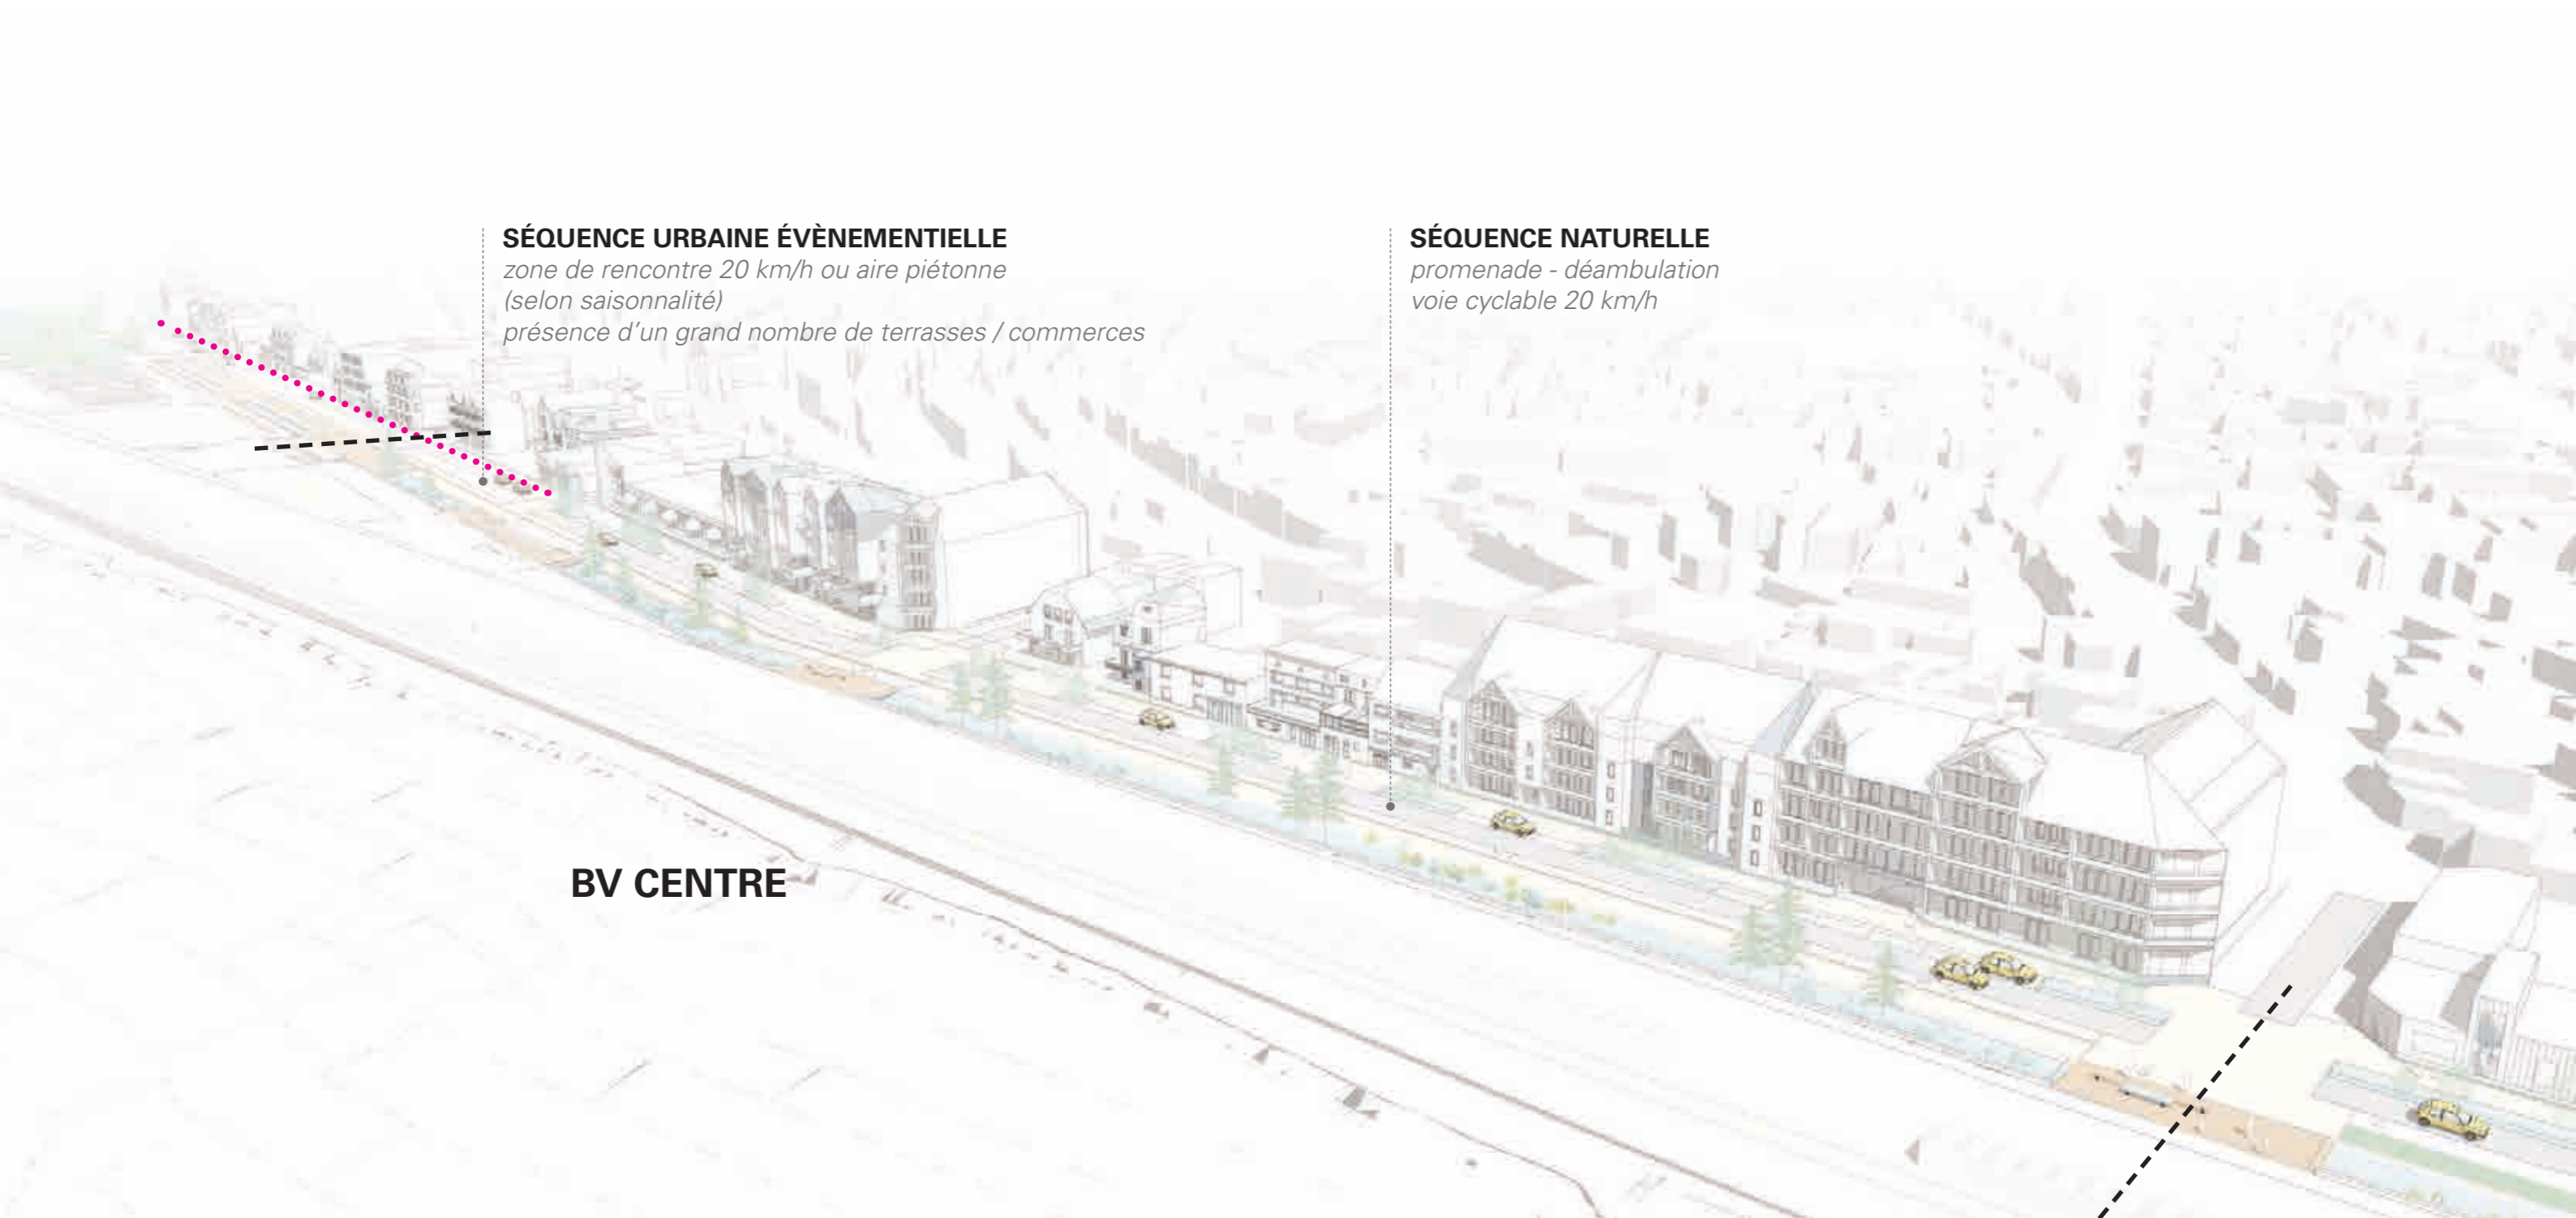 SÉQUENCE URBAINE ÉVÈNEMENTIELLE
zone de rencontre 20 km/h ou aire piétonne
(selon saisonnalité)
présence d'un grand nombre de terrasses / commerces
SÉQUENCE NATURELLE
promenade - déambulation
voie cyclable 20 km/h
BV CENTRE